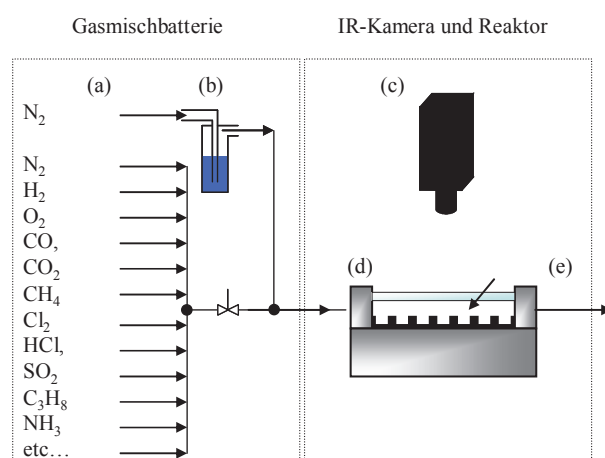 Gasmischbatterie
IR-Kamera und Reaktor
(a)
(b)
(c)
N₂
N₂
H₂
O₂
CO,
CO₂
CH₄
Cl₂
HCl,
SO₂
C₃H₈
NH₃
etc…
(d)
(e)